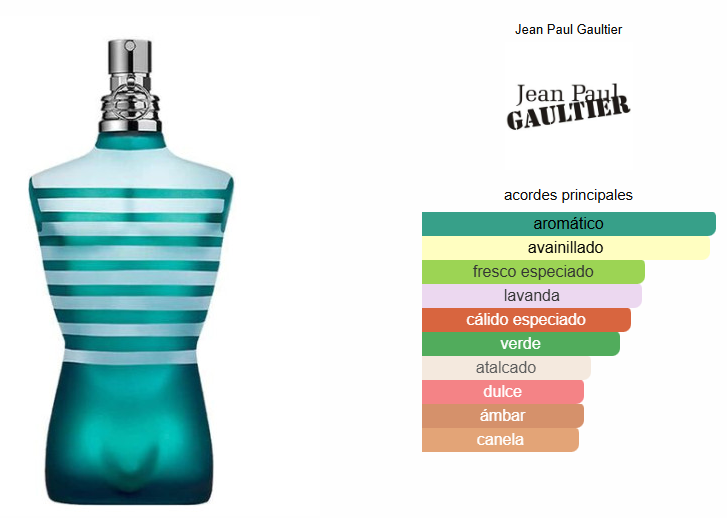 Jean Paul Gaultier
Jean Paul
GAULTIER
acordes principales
aromático
avainillado
fresco especiado
lavanda
cálido especiado
verde
atalcado
dulce
ámbar
canela